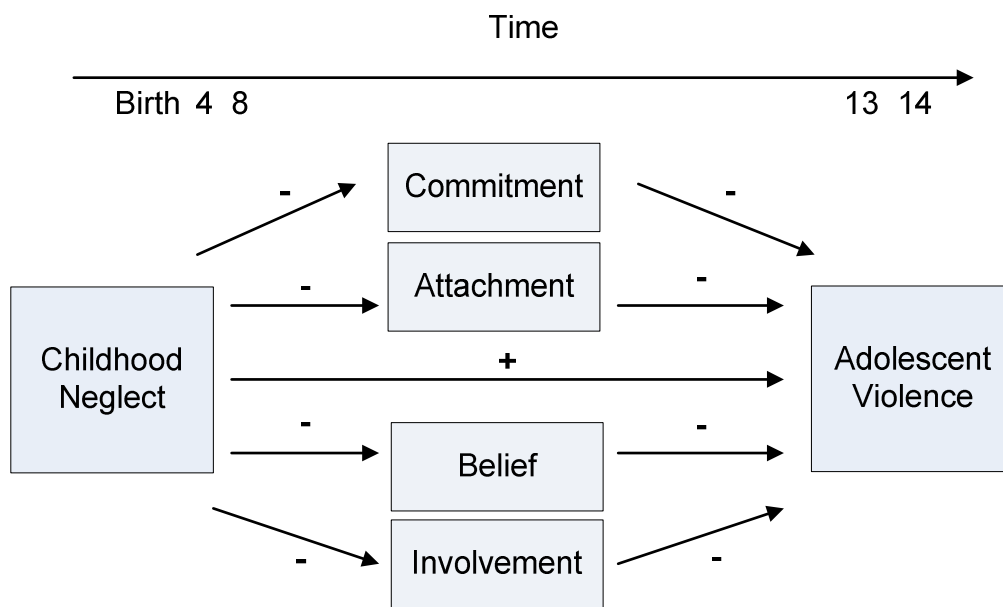 Time
Birth 4 8 13 14
- Commitment -
- Attachment -
Childhood
Neglect
+
Adolescent
Violence
- Belief -
- Involvement -